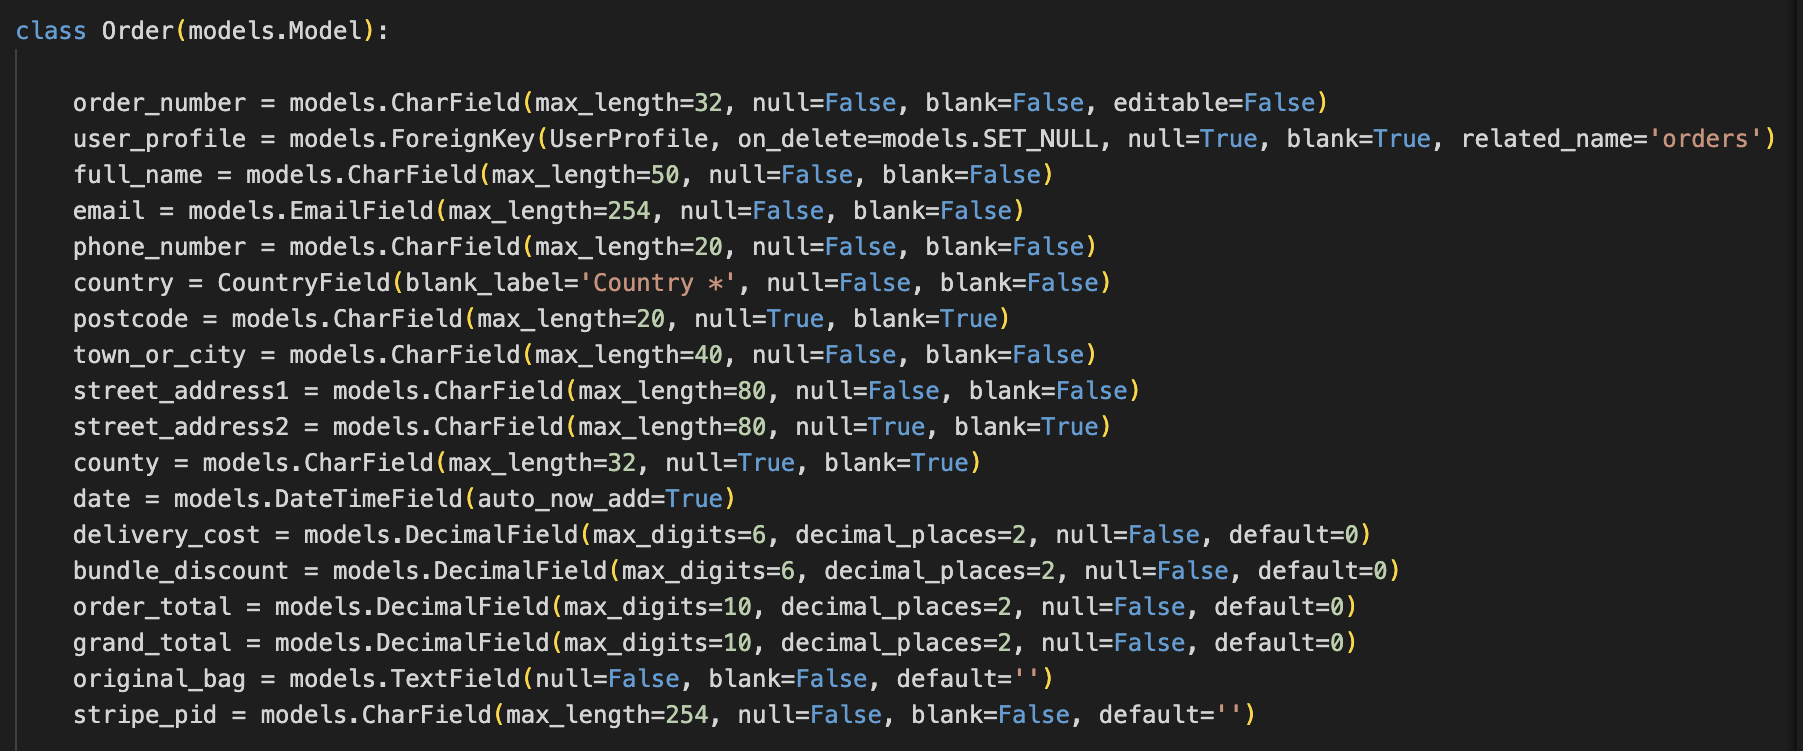 class Order(models.Model):
order_number = models.CharField(max_length=32, null=False, blank=False, editable=False)
user_profile = models.ForeignKey(UserProfile, on_delete=models.SET_NULL, null=True, blank=True, related_name='orders')
full_name = models.CharField(max_length=50, null=False, blank=False)
email = models.EmailField(max_length=254, null=False, blank=False)
phone_number = models.CharField(max_length=20, null=False, blank=False)
country = CountryField(blank_label='Country *', null=False, blank=False)
postcode = models.CharField(max_length=20, null=True, blank=True)
town_or_city = models.CharField(max_length=40, null=False, blank=False)
street_address1 = models.CharField(max_length=80, null=False, blank=False)
street_address2 = models.CharField(max_length=80, null=True, blank=True)
county = models.CharField(max_length=32, null=True, blank=True)
date = models.DateTimeField(auto_now_add=True)
delivery_cost = models.DecimalField(max_digits=6, decimal_places=2, null=False, default=0)
bundle_discount = models.DecimalField(max_digits=6, decimal_places=2, null=False, default=0)
order_total = models.DecimalField(max_digits=10, decimal_places=2, null=False, default=0)
grand_total = models.DecimalField(max_digits=10, decimal_places=2, null=False, default=0)
original_bag = models.TextField(null=False, blank=False, default='')
stripe_pid = models.CharField(max_length=254, null=False, blank=False, default='')